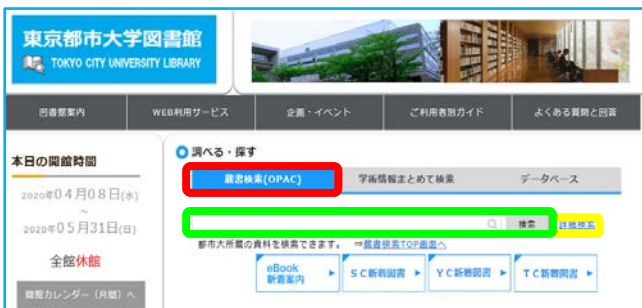 東京都市大学図書館
TOKYO CITY UNIVERSITY LIBRARY
図書館案内 WEB利用サービス 企画・イベント ご利用者別ガイド よくある質問と回答
本日の開館時間
2020年04月08日(水)
~
2020年05月31日(日)
全館休館
開館カレンダー（月間）へ
調べる・探す
蔵書検索(OPAC) 学術情報まとめて検索 データベース
検索 詳細検索
都市大所蔵の資料を検索できます。 ⇒蔵書検索TOP画面へ
eBook
新着案内
SC新着図書
YC新着図書
TC新着図書